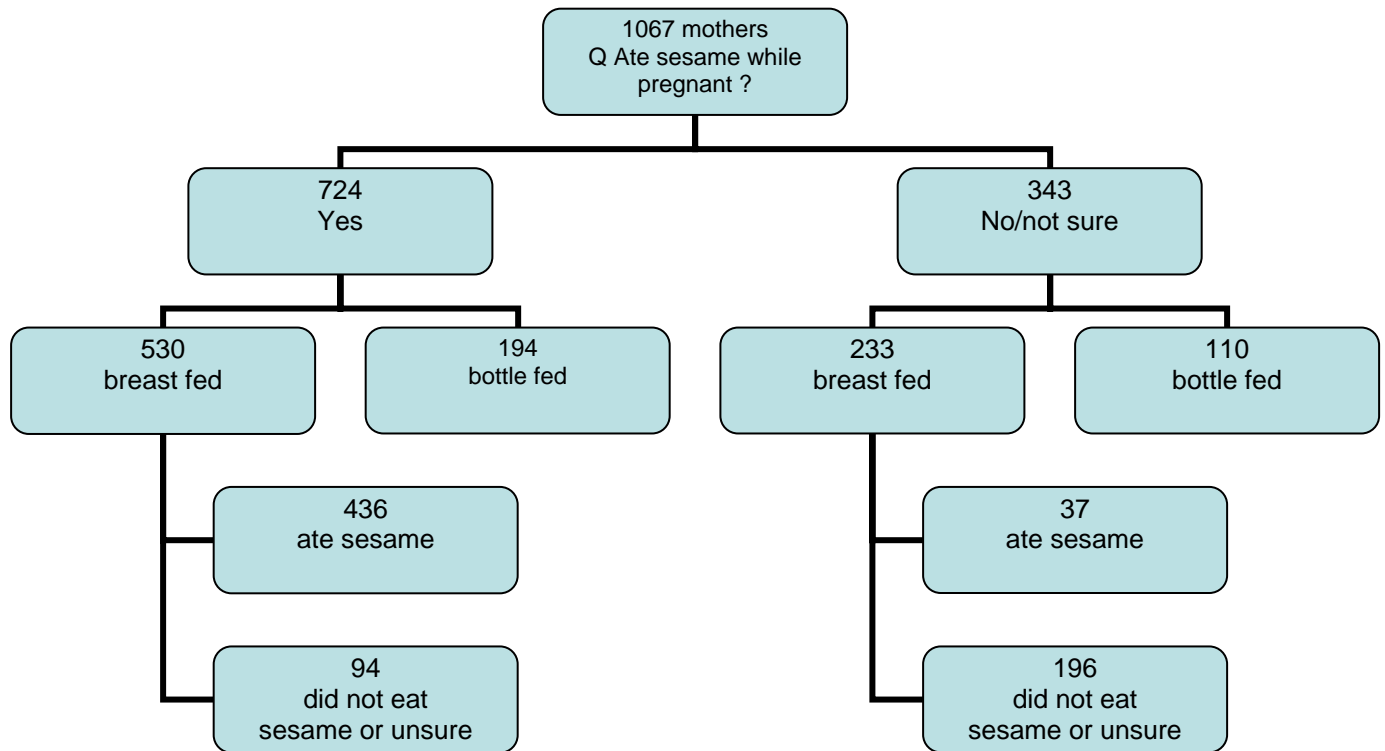 1067 mothers
Q Ate sesame while
pregnant ?
724
Yes
343
No/not sure
530
breast fed
194
bottle fed
233
breast fed
110
bottle fed
436
ate sesame
37
ate sesame
94
did not eat
sesame or unsure
196
did not eat
sesame or unsure